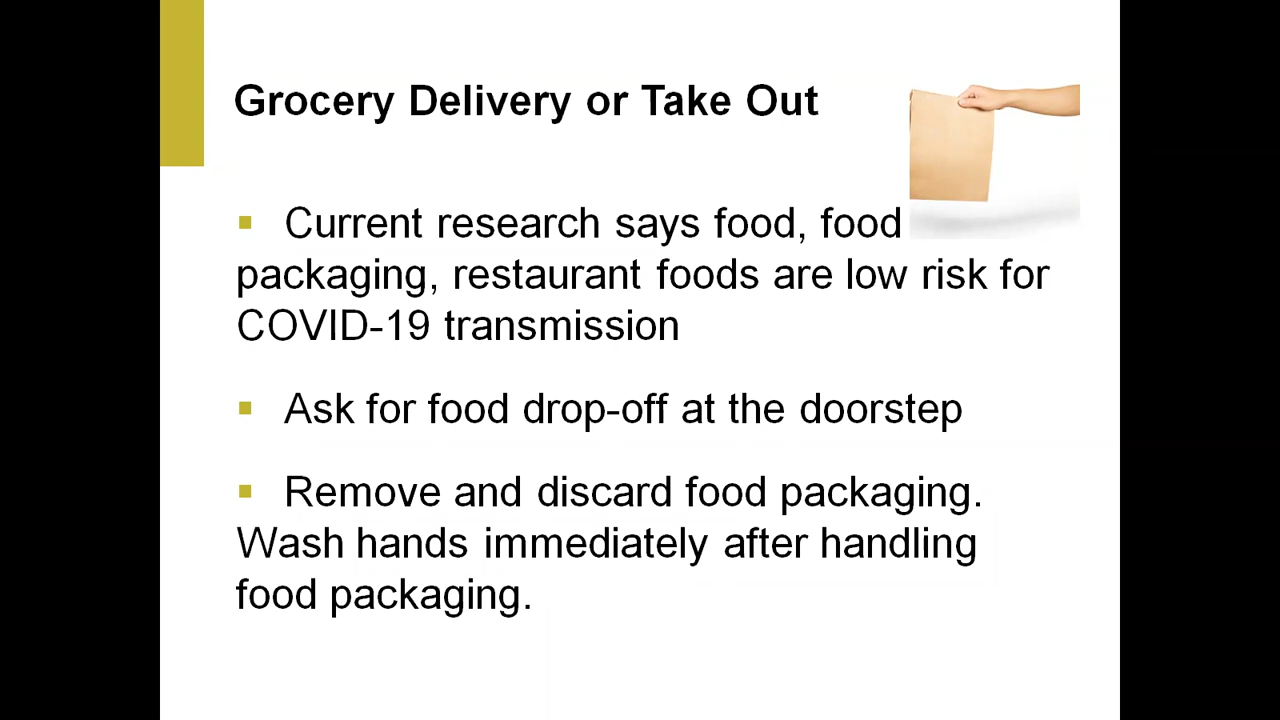 Grocery Delivery or Take Out
▪ Current research says food, food
packaging, restaurant foods are low risk for
COVID-19 transmission
▪ Ask for food drop-off at the doorstep
▪ Remove and discard food packaging.
Wash hands immediately after handling
food packaging.